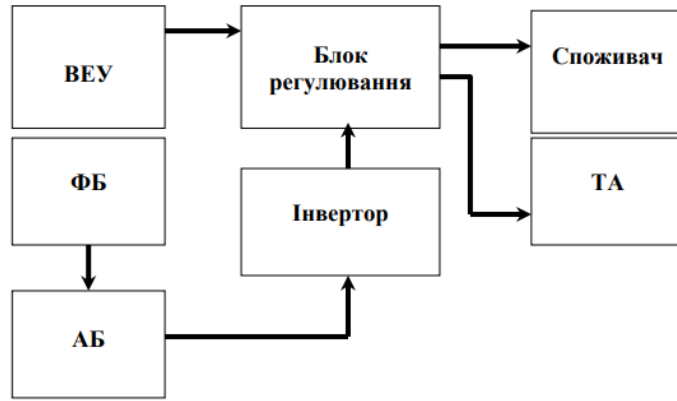 ВЕУ
Блок
регулювання
Споживач
ФБ
Інвертор
ТА
АБ